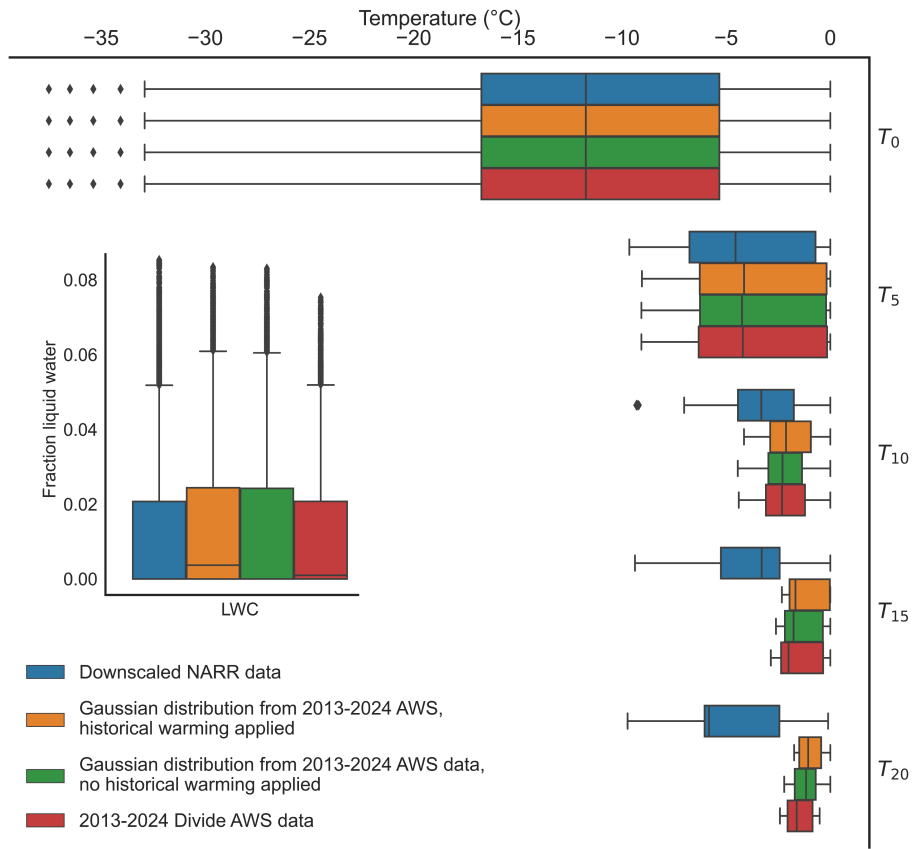 Temperature (°C)
−35 −30 −25 −20 −15 −10 −5 0
T0
T5
T10
T15
T20
0.08
0.06
0.04
0.02
0.00
Fraction liquid water
LWC
Downscaled NARR data
Gaussian distribution from 2013-2024 AWS,
historical warming applied
Gaussian distribution from 2013-2024 AWS data,
no historical warming applied
2013-2024 Divide AWS data